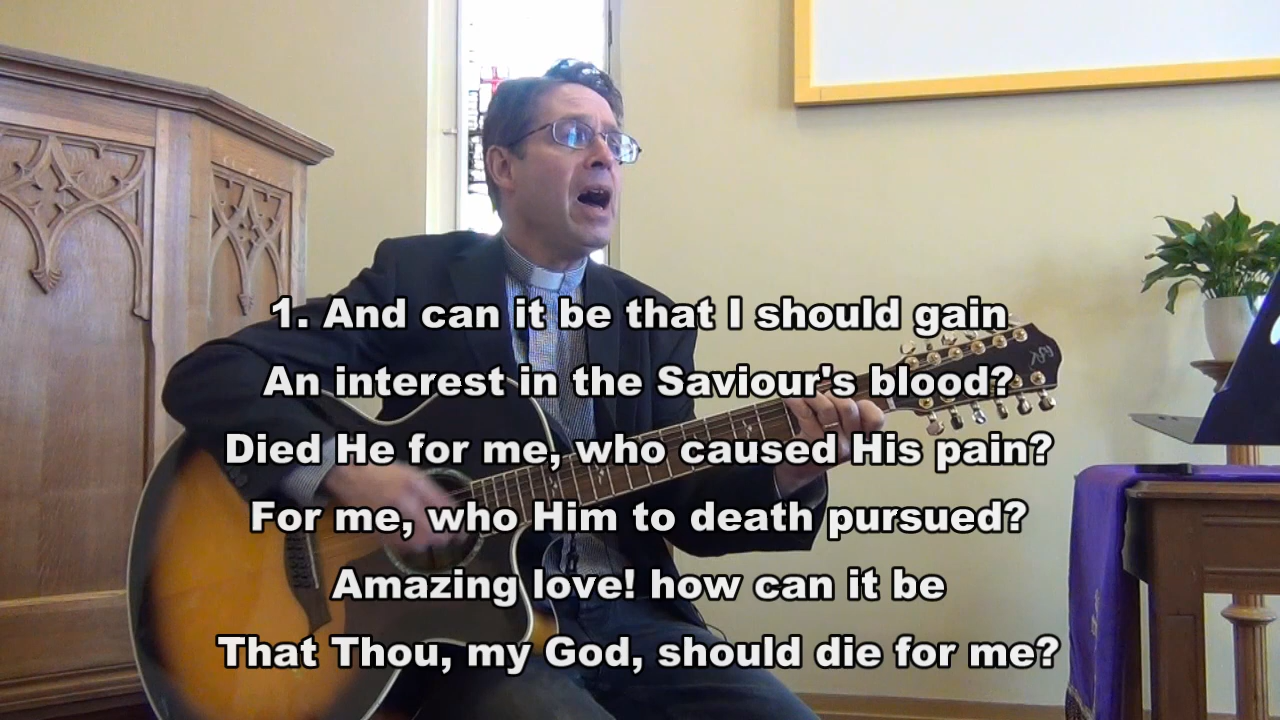 1. And can it be that I should gain
An interest in the Saviour's blood?
Died He for me, who caused His pain?
For me, who Him to death pursued?
Amazing love! how can it be
That Thou, my God, should die for me?